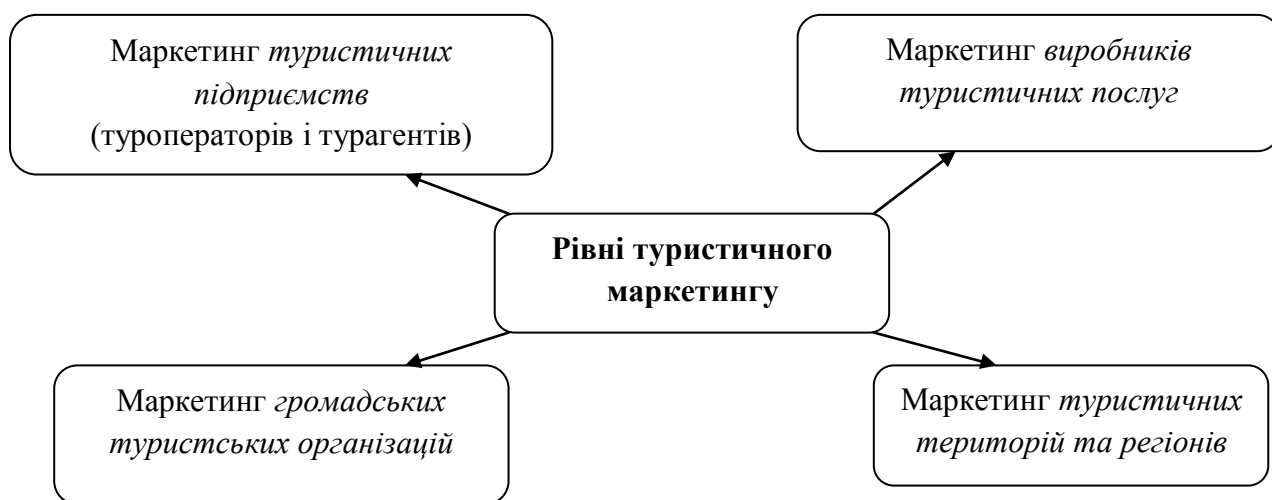 Маркетинг туристичних
підприємств
(туроператорів і турагентів)
Маркетинг виробників
туристичних послуг
Рівні туристичного
маркетингу
Маркетинг громадських
туристських організацій
Маркетинг туристичних
територій та регіонів